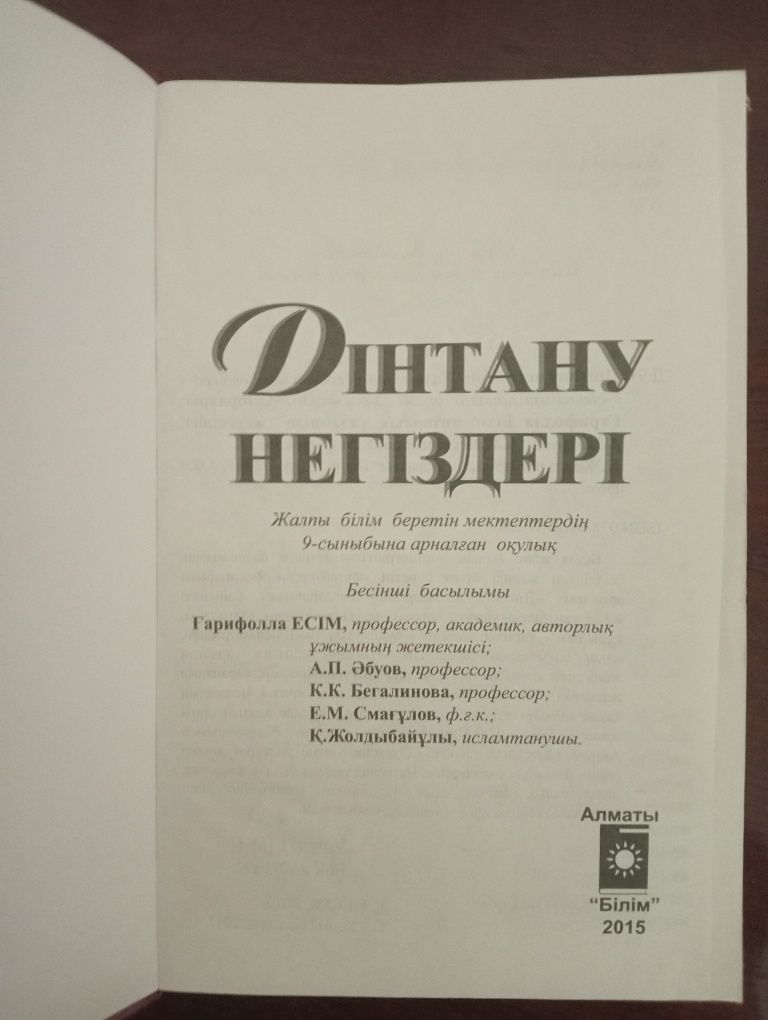 ДІНТАНУ
НЕГІЗДЕРІ
Жалпы білім беретін мектептердің
9-сыныбына арналған оқулық
Бесінші басылымы
Ғарифолла ЕСІМ, профессор, академик, авторлық
ұжымның жетекшісі;
А.П. Әбуов, профессор;
К.К. Бегалинова, профессор;
Е.М. Смағұлов, ф.ғ.к.;
Қ.Жолдыбайұлы, исламтанушы.
Алматы
“Білім”
2015